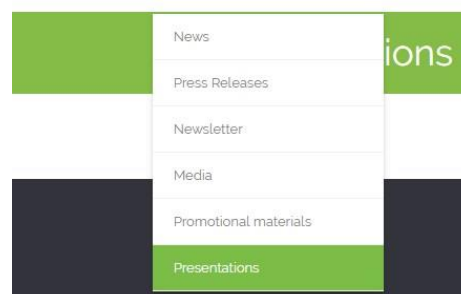 News
ions
Press Releases
Newsletter
Media
Promotional materials
Presentations